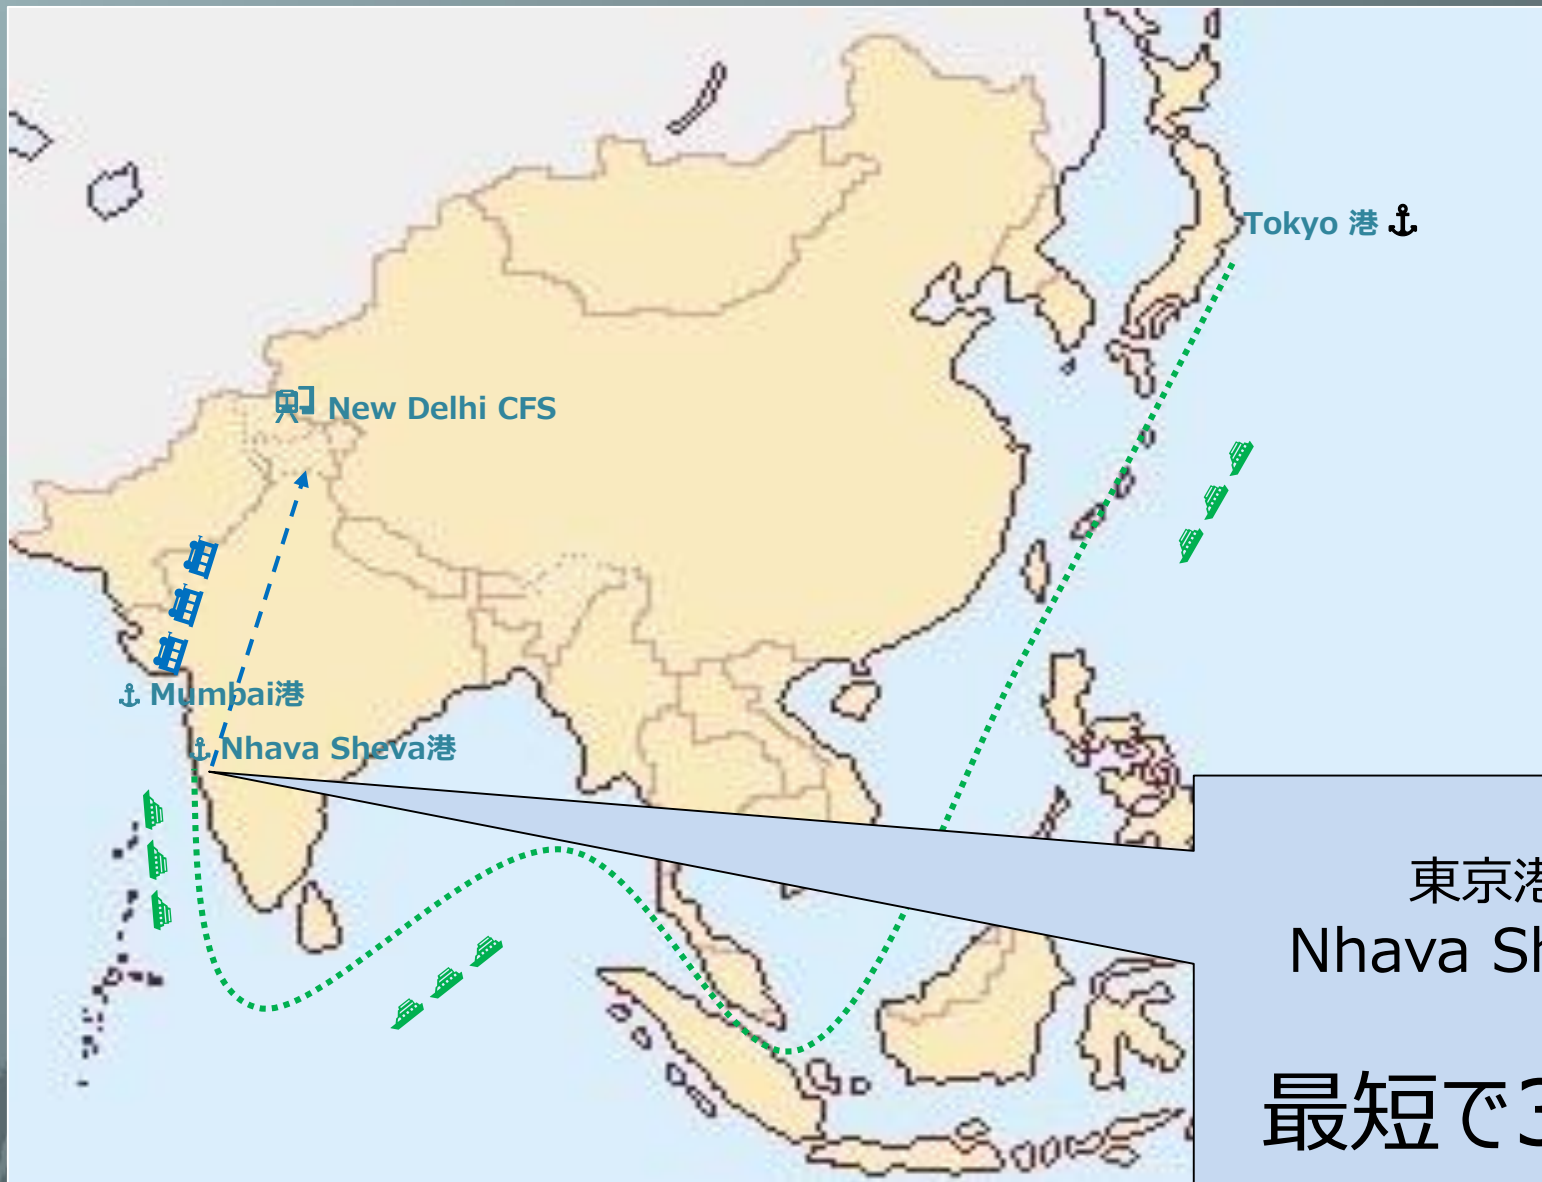 Tokyo 港
New Delhi CFS
Mumbai港
Nhava Sheva港
東京港
Nhava Sh
最短で3